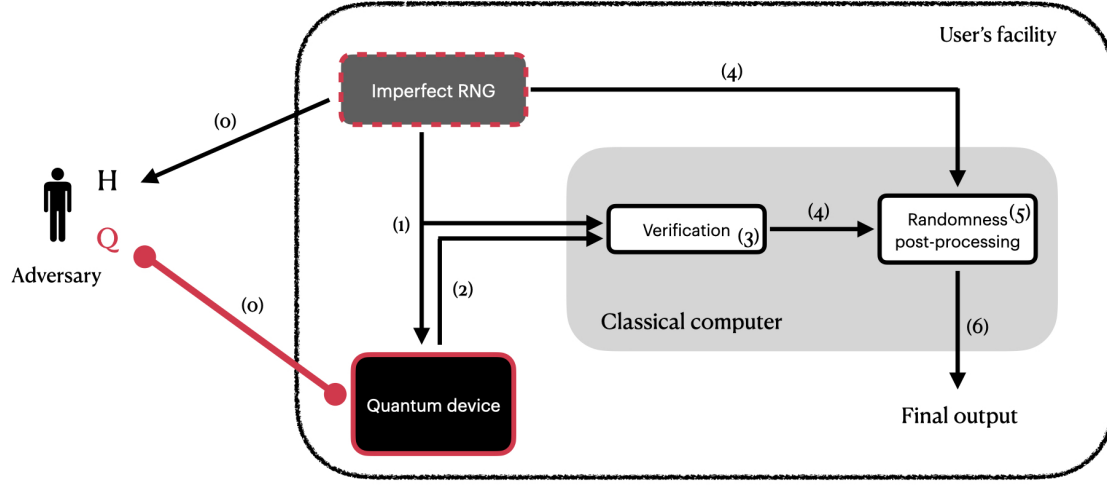 User's facility
Imperfect RNG
(4)
(0)
H
(1)
Verification
(3)
(4)
Randomness
post-processing
(5)
Q
Adversary
(0)
(2)
Classical computer
(6)
Quantum device
Final output